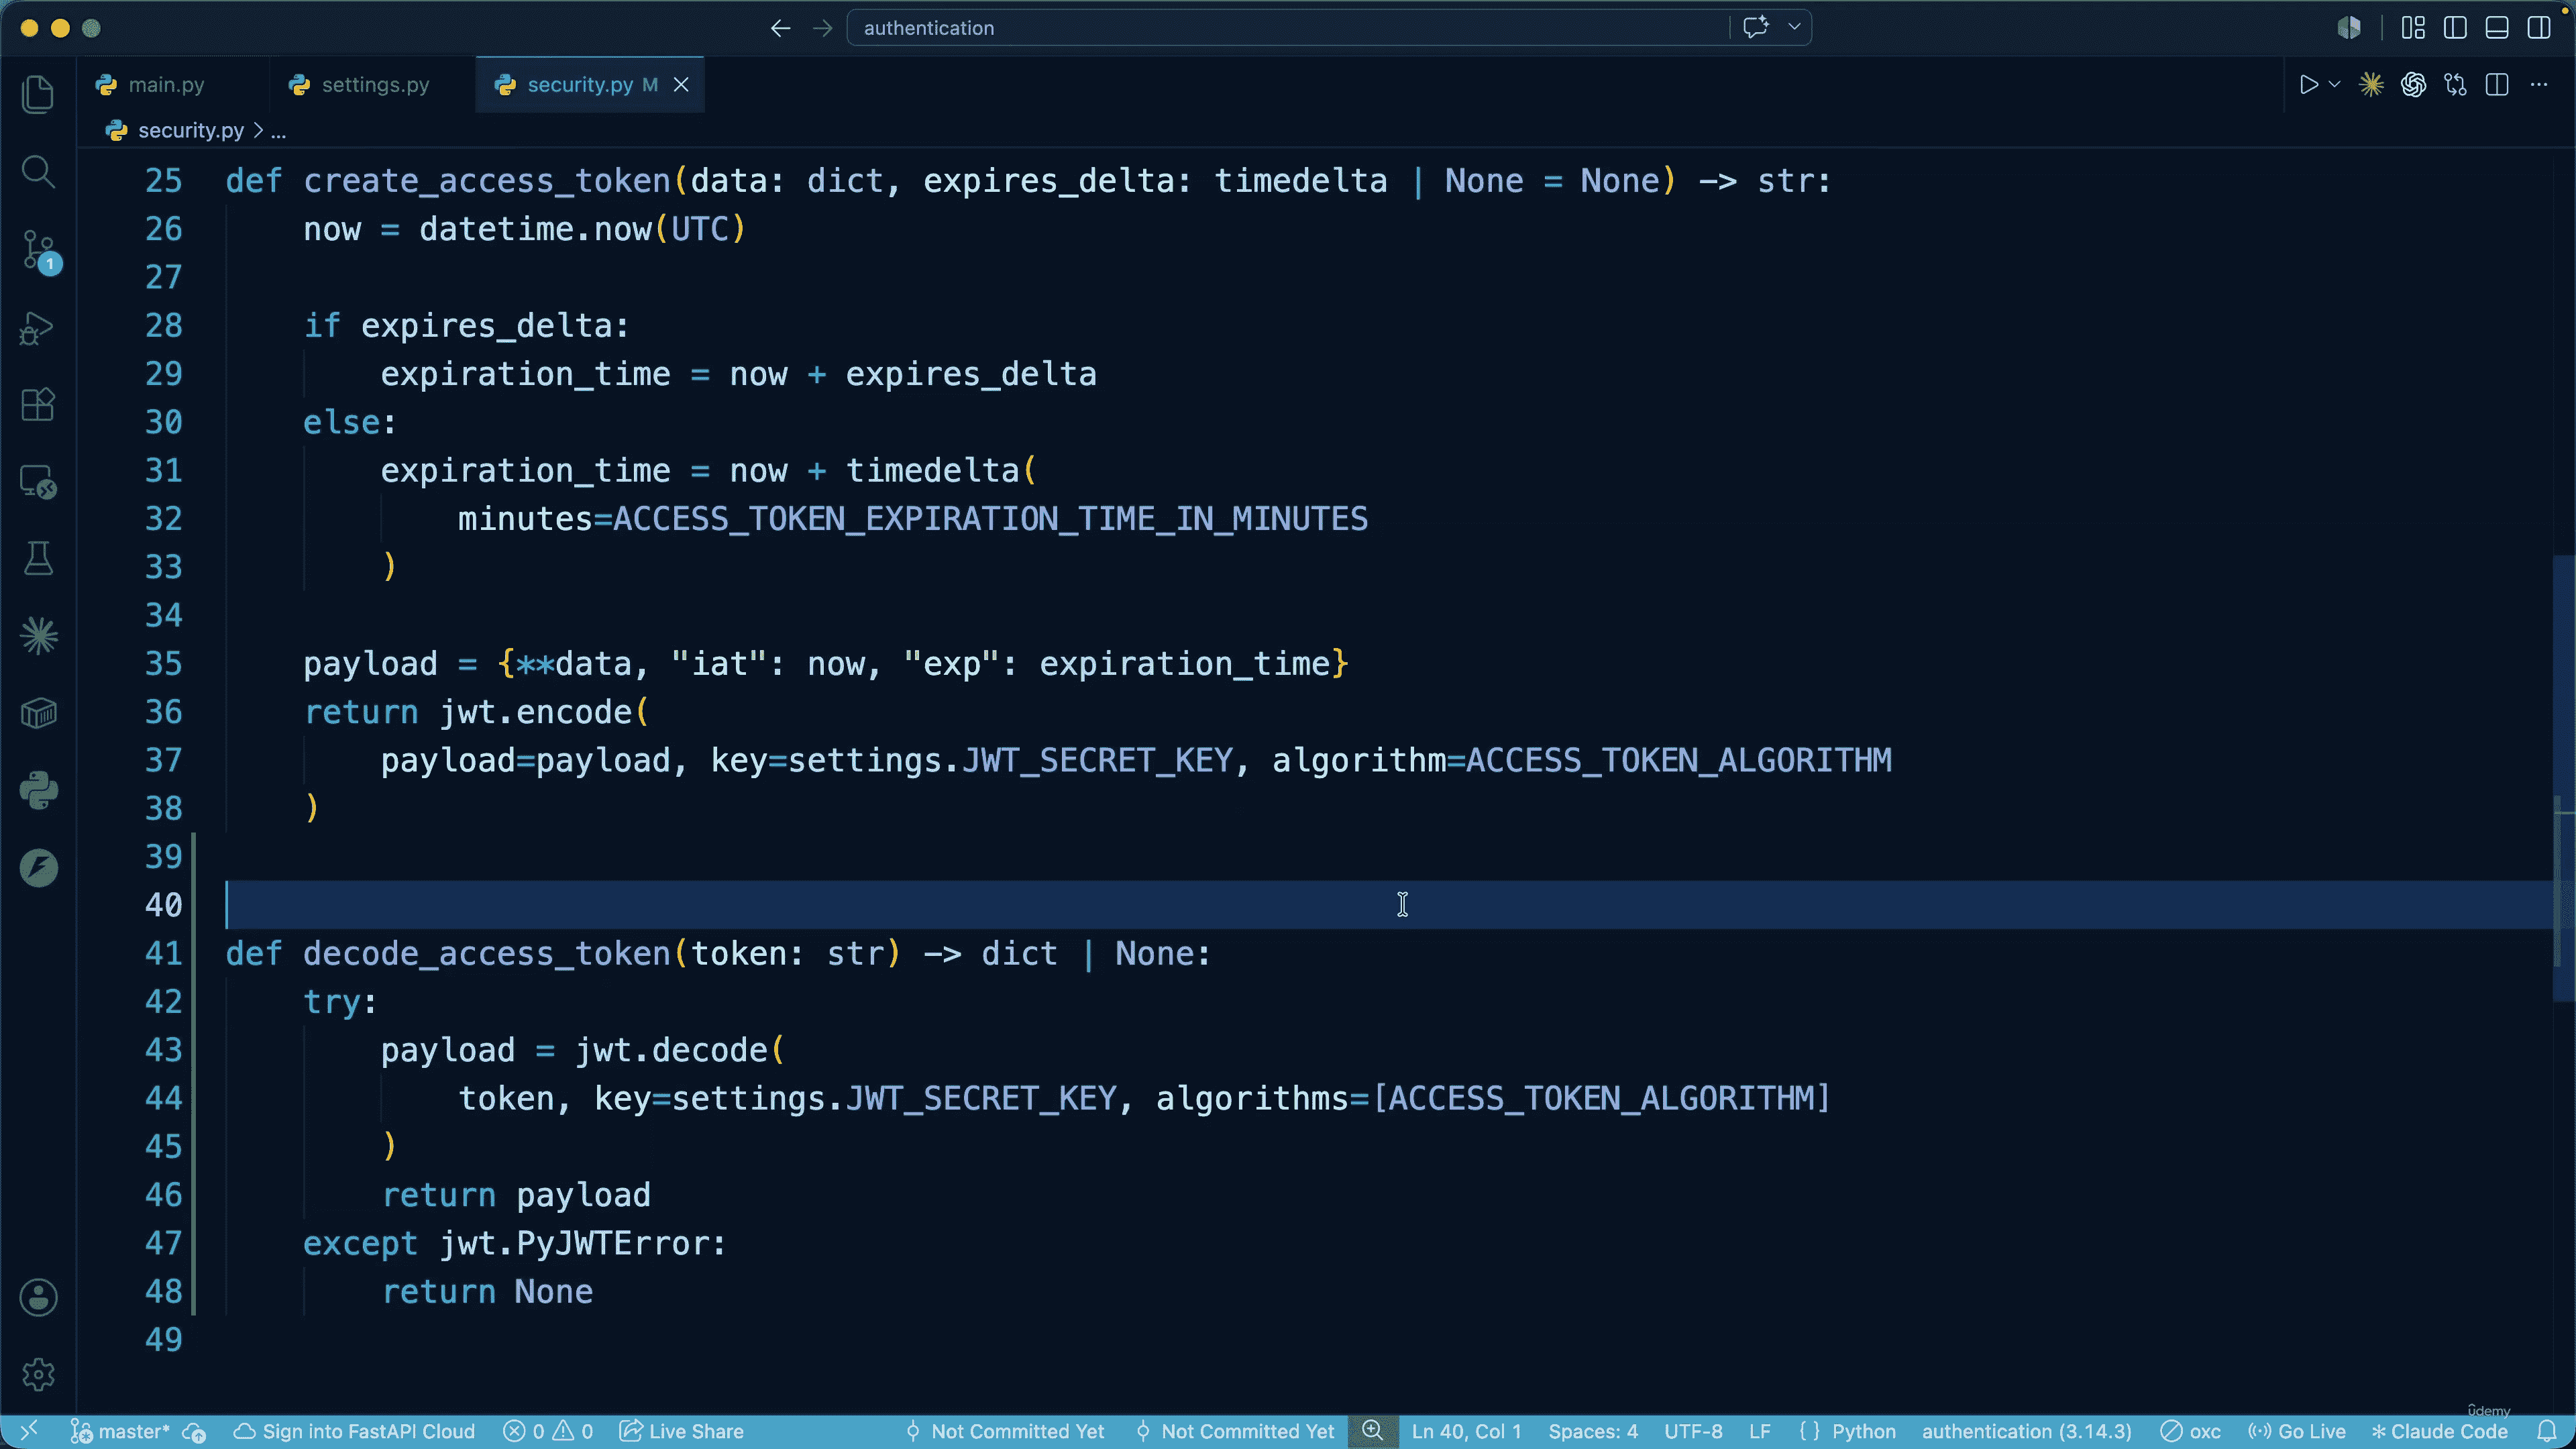 authentication
main.py
settings.py
security.py M
security.py > ...
25 def create_access_token(data: dict, expires_delta: timedelta | None = None) -> str:
26 now = datetime.now(UTC)
27
28 if expires_delta:
29 expiration_time = now + expires_delta
30 else:
31 expiration_time = now + timedelta(
32 minutes=ACCESS_TOKEN_EXPIRATION_TIME_IN_MINUTES
33 )
34
35 payload = {**data, "iat": now, "exp": expiration_time}
36 return jwt.encode(
37 payload=payload, key=settings.JWT_SECRET_KEY, algorithm=ACCESS_TOKEN_ALGORITHM
38 )
39
40
41 def decode_access_token(token: str) -> dict | None:
42 try:
43 payload = jwt.decode(
44 token, key=settings.JWT_SECRET_KEY, algorithms=[ACCESS_TOKEN_ALGORITHM]
45 )
46 return payload
47 except jwt.PyJWTError:
48 return None
49
1
udemy
master* Sign into FastAPI Cloud 0 0 Live Share Not Committed Yet Not Committed Yet Ln 40, Col 1 Spaces: 4 UTF-8 LF {} Python authentication (3.14.3) oxc Go Live Claude Code